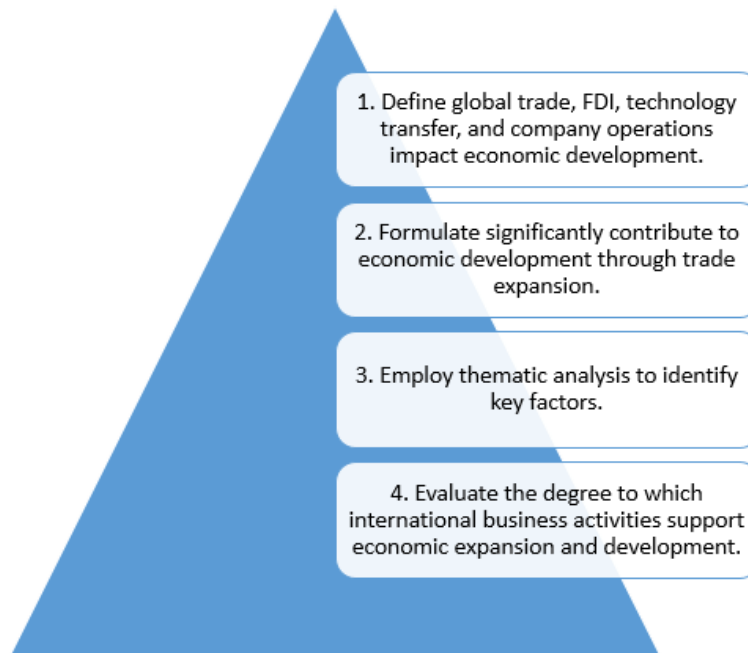 1. Define global trade, FDI, technology
transfer, and company operations
impact economic development.
2. Formulate significantly contribute to
economic development through trade
expansion.
3. Employ thematic analysis to identify
key factors.
4. Evaluate the degree to which
international business activities support
economic expansion and development.